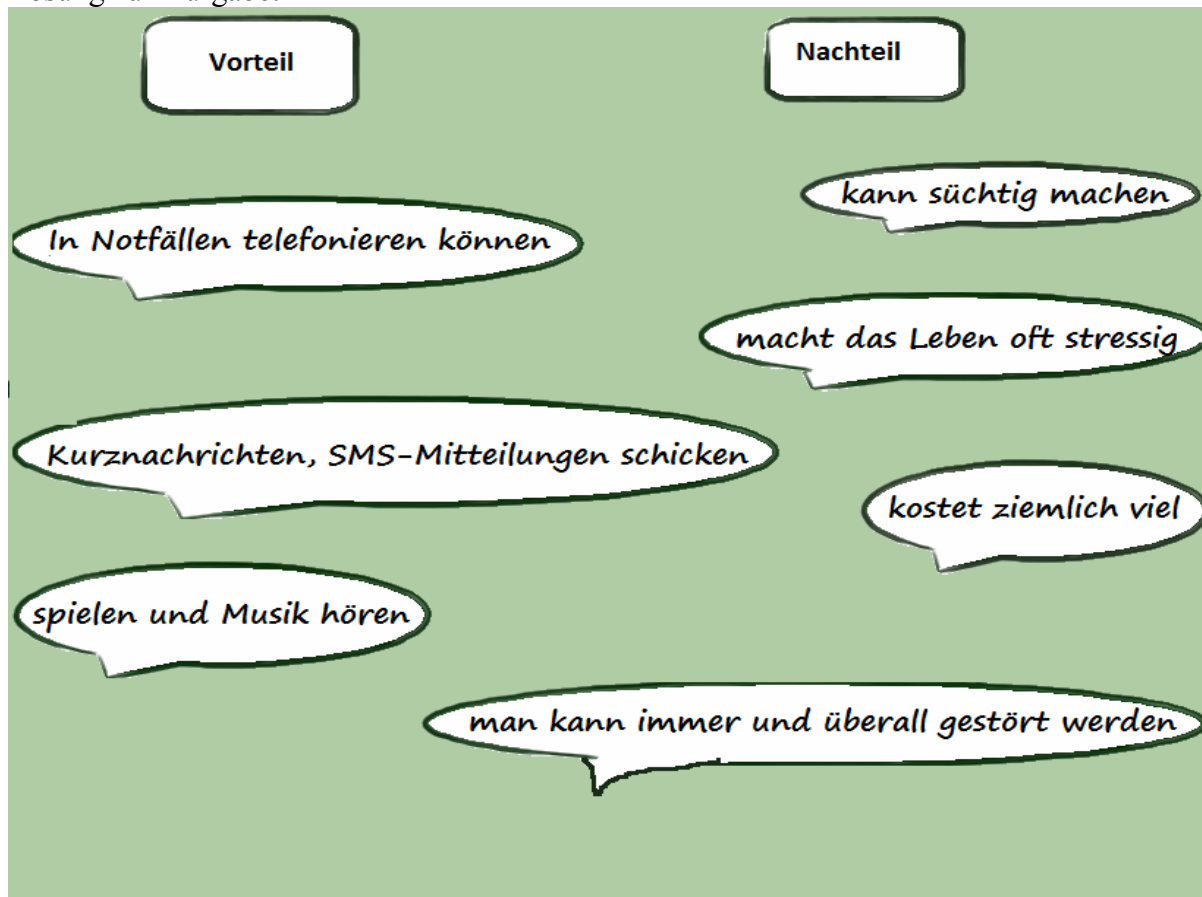 Vorteil
Nachteil
kann süchtig machen
In Notfällen telefonieren können
macht das Leben oft stressig
Kurznachrichten, SMS-Mitteilungen schicken
kostet ziemlich viel
spielen und Musik hören
man kann immer und überall gestört werden